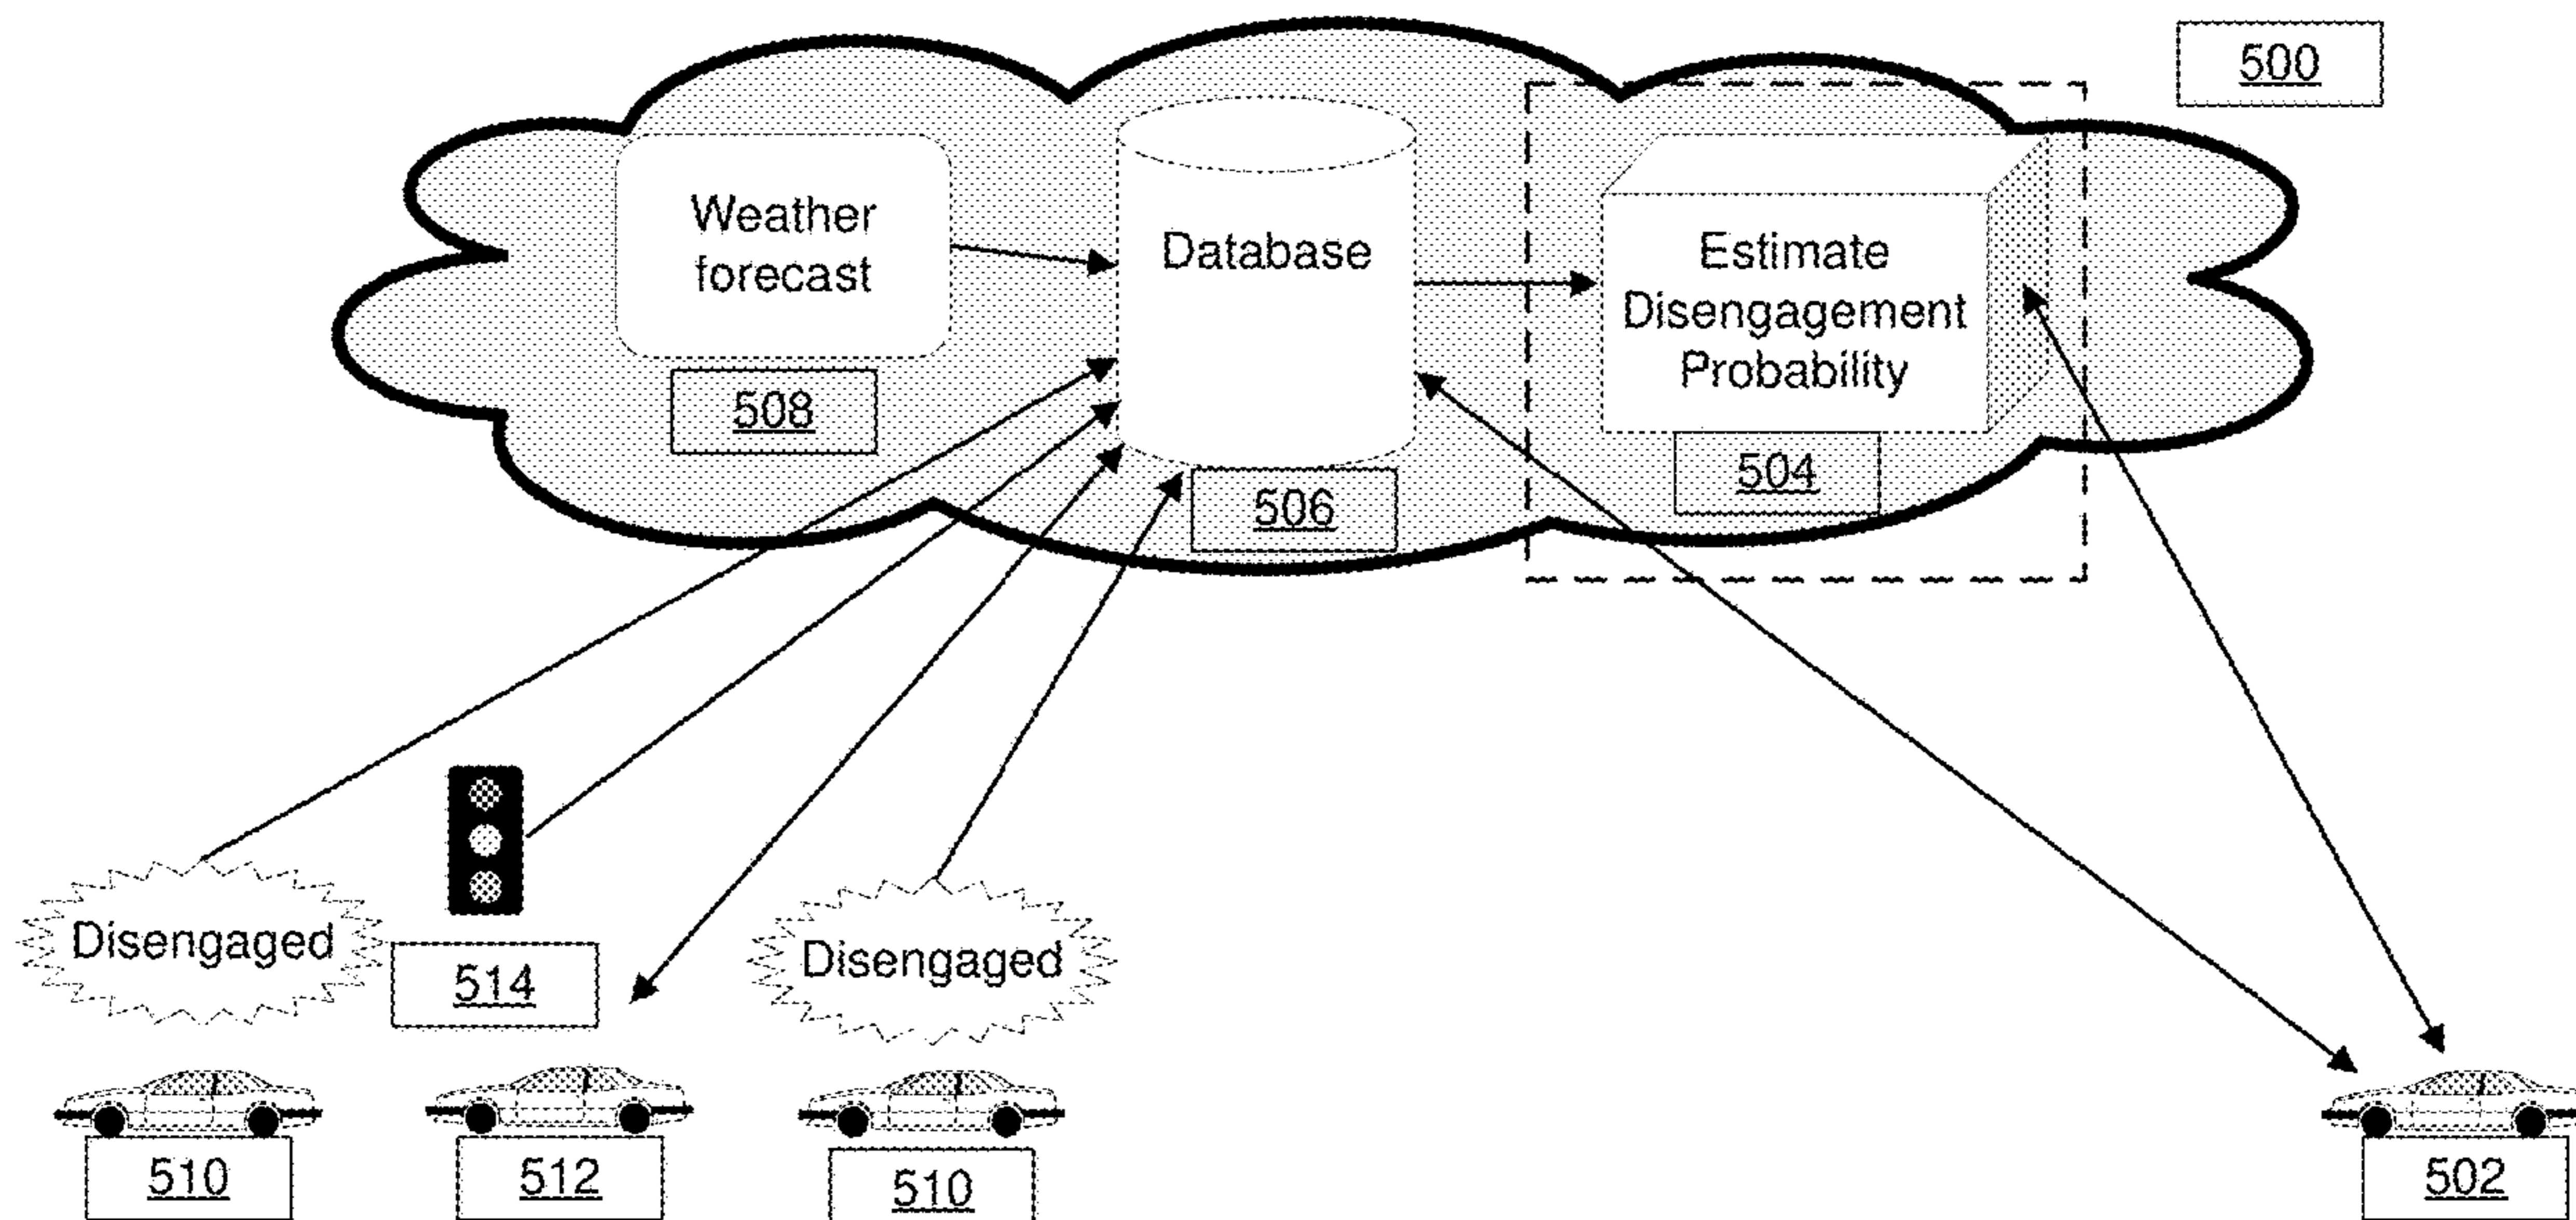 500
Weather
forecast
508
Database
506
Estimate
Disengagement
Probability
504
Disengaged
514
Disengaged
510
512
510
502